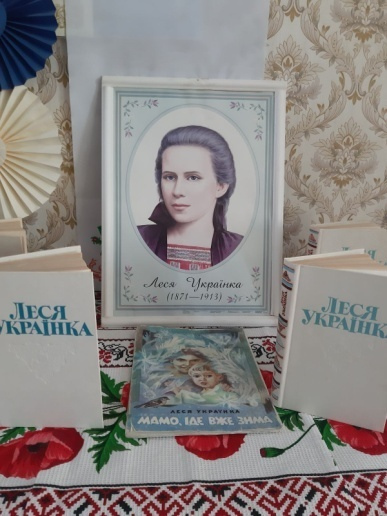 Леся Українка
(1871—1913)
ЛЕСЯ
УКРАЇНКА
ЛЕСЯ
УКРАЇНКА
ЛЕСЯ УКРАЇНКА
МАМО, ІДЕ ВЖЕ ЗИМА